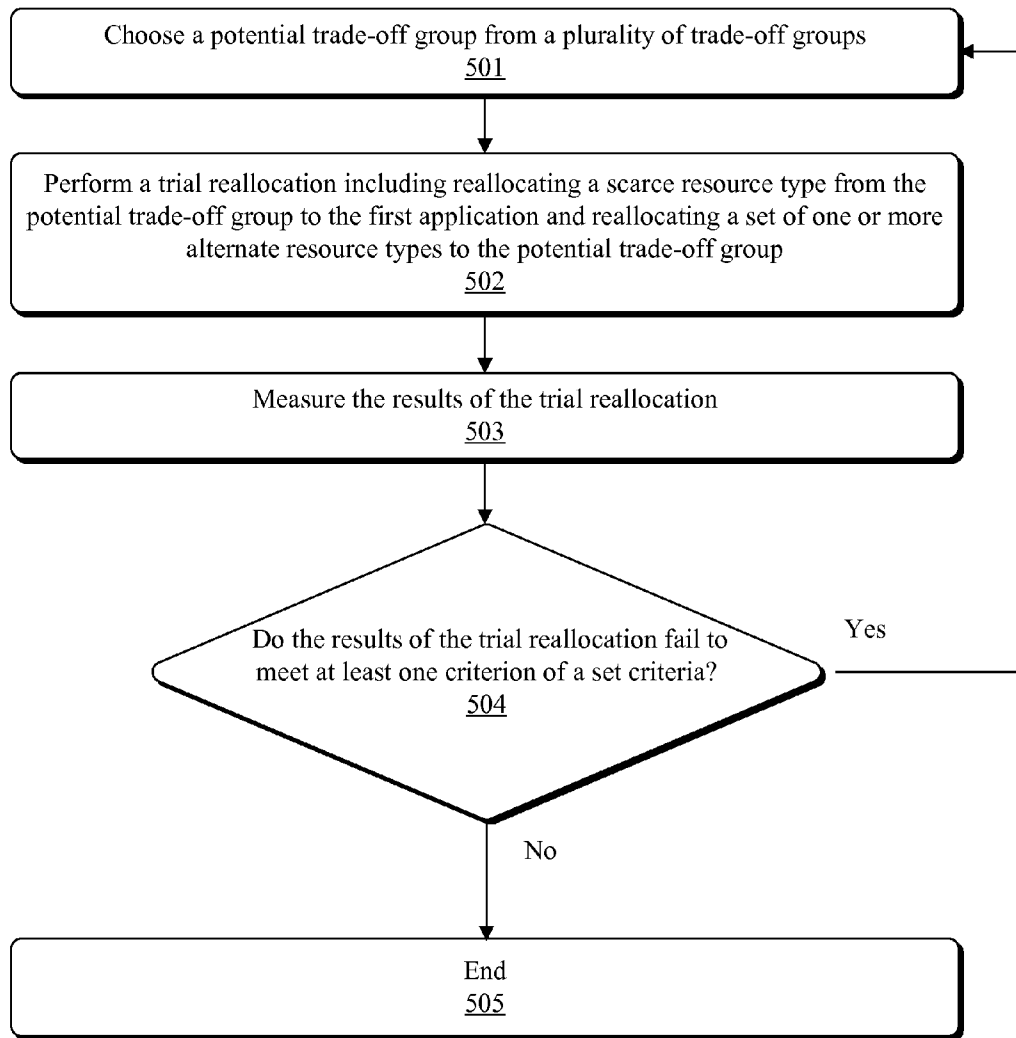 Choose a potential trade-off group from a plurality of trade-off groups
501
Perform a trial reallocation including reallocating a scarce resource type from the
potential trade-off group to the first application and reallocating a set of one or more
alternate resource types to the potential trade-off group
502
Measure the results of the trial reallocation
503
Do the results of the trial reallocation fail to
meet at least one criterion of a set criteria?
504
Yes
No
End
505